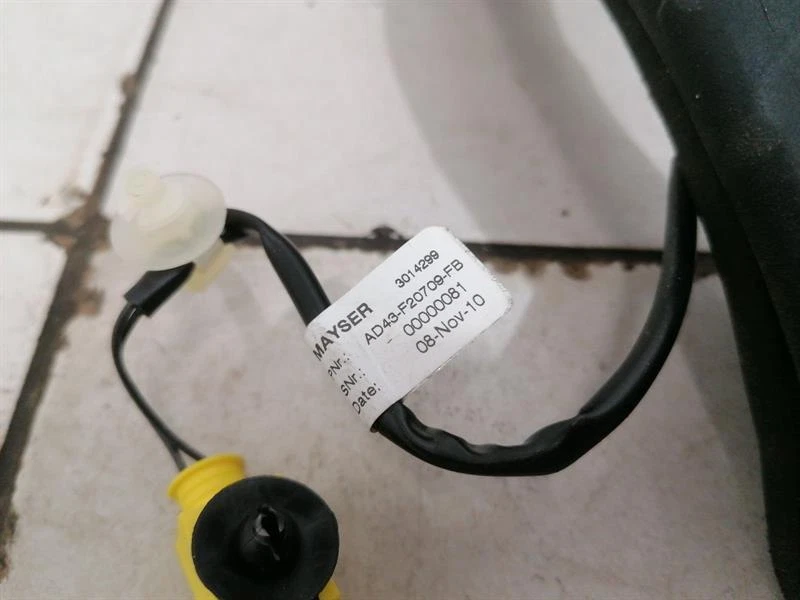 MAYSER 3014299
PNr.: AD43-F20709-FB
SNr.: 00000081
Date: 08-Nov-10